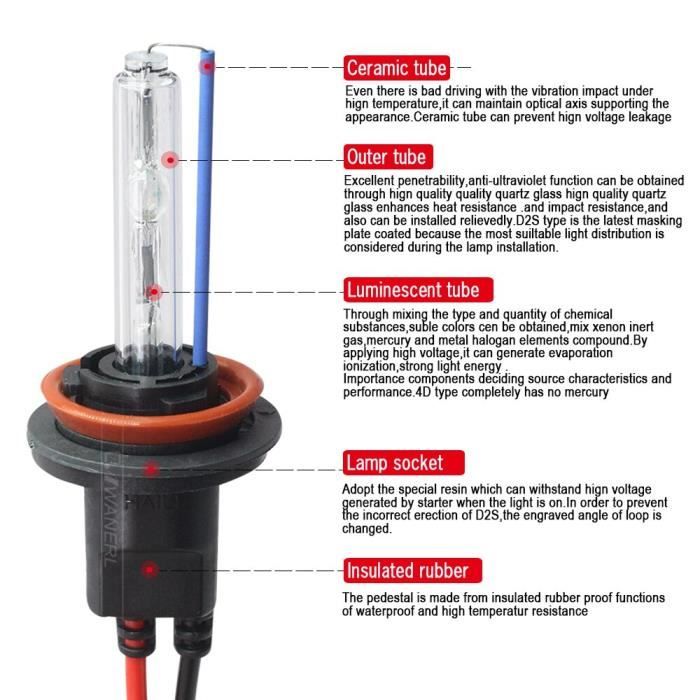 Ceramic tube
Even there is bad driving with the vibration impact under
hign temperature,it can maintain optical axis supporting the
appearance.Ceramic tube can prevent hign voltage leakage
Outer tube
Excellent penetrability,anti-ultraviolet function can be obtained
through hign quality quality quartz glass hign quality quartz
glass enhances heat resistance .and impact resistance,and
also can be installed relievedly.D2S type is the latest masking
plate coated because the most suiltable light distribution is
considered during the lamp installation.
Luminescent tube
Through mixing the type and quantity of chemical
substances,suble colors cen be obtained,mix xenon inert
gas,mercury and metal halogan elements compound.By
applying high voltage,it can generate evaporation
ionization,strong light energy .
Importance components deciding source characteristics and
performance.4D type completely has no mercury
Lamp socket
Adopt the special resin which can withstand hign voltage
generated by starter when the light is on.In order to prevent
the incorrect erection of D2S,the engraved angle of loop is
changed.
Insulated rubber
The pedestal is made from insulated rubber proof functions
of waterproof and high temperatur resistance